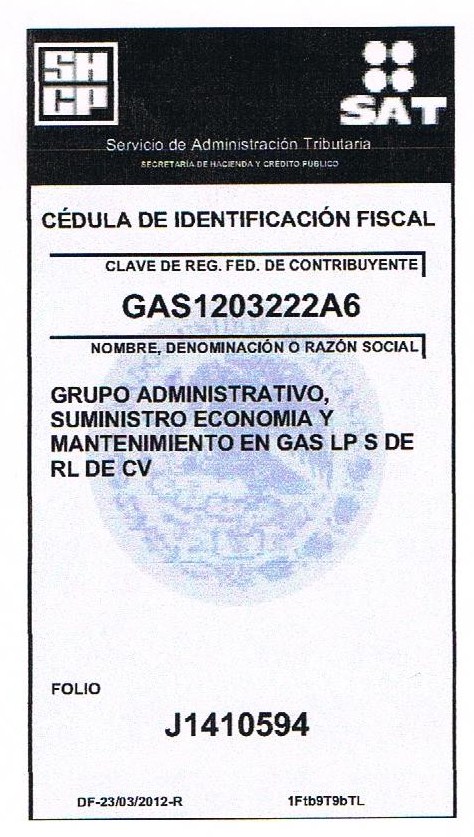 SH
CP
SAT
Servicio de Administración Tributaria
SECRETARÍA DE HACIENDA Y CREDITO PUBLICO
CÉDULA DE IDENTIFICACIÓN FISCAL
CLAVE DE REG. FED. DE CONTRIBUYENTE
GAS1203222A6
NOMBRE, DENOMINACIÓN O RAZÓN SOCIAL
GRUPO ADMINISTRATIVO,
SUMINISTRO ECONOMIA Y
MANTENIMIENTO EN GAS LP S DE
RL DE CV
FOLIO
J1410594
DF-23/03/2012-R 1Ftb9T9bTL